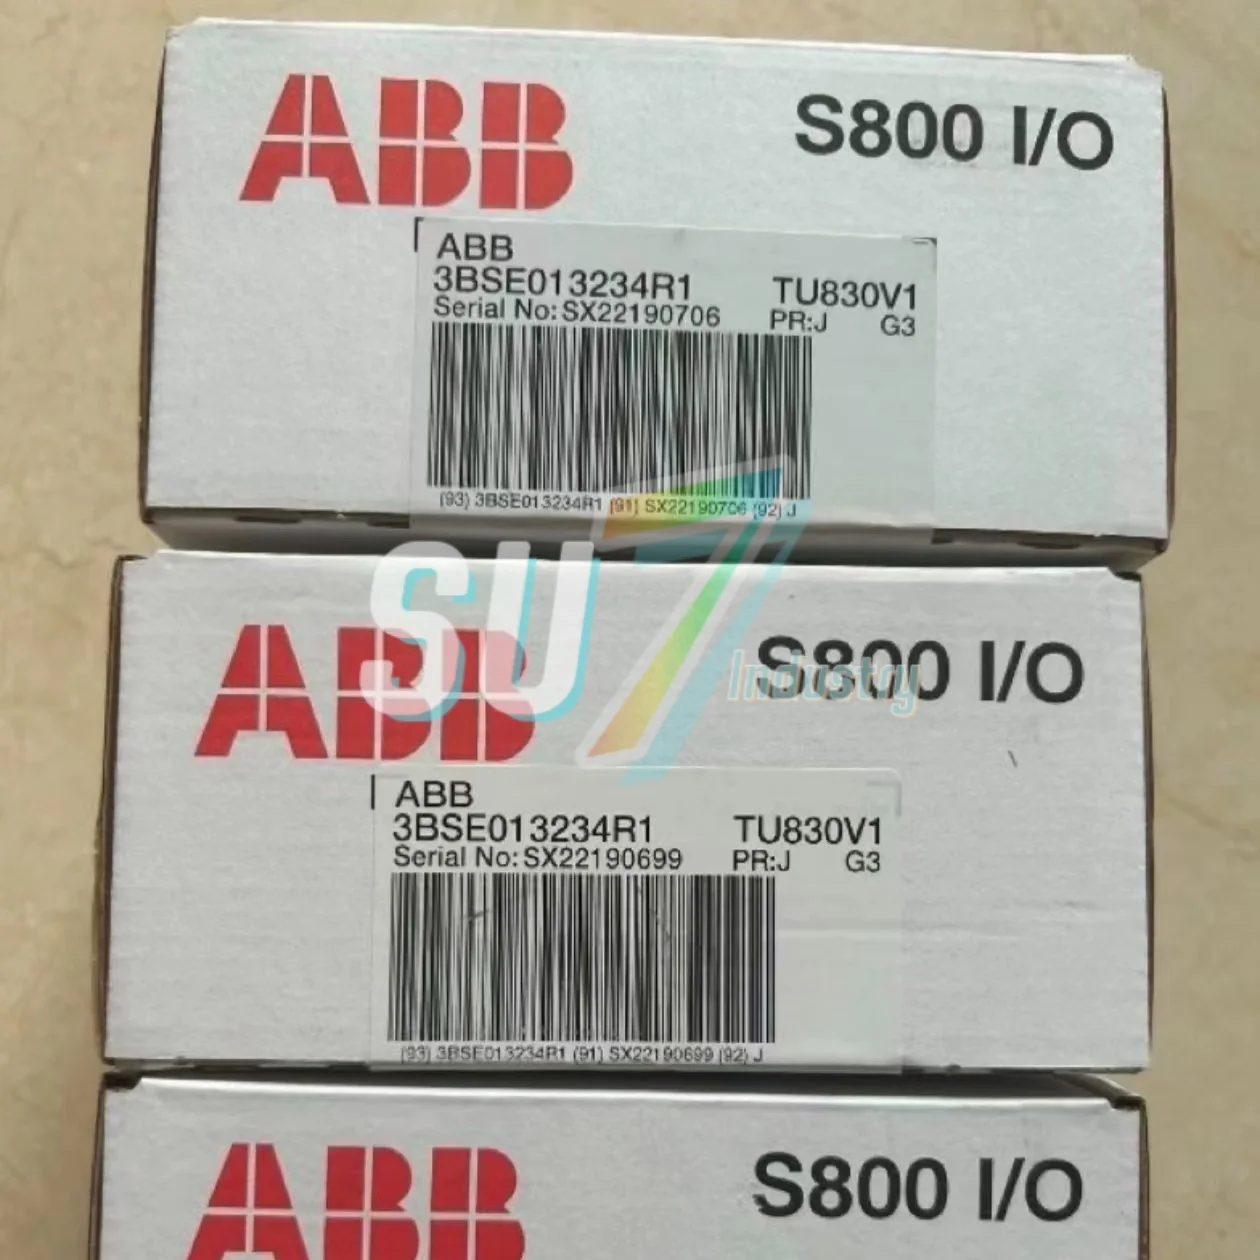 ABB S800 I/O
ABB
3BSE013234R1 TU830V1
Serial No: SX22190706 PR:J G3
(93) 3BSE013234R1 (91) SX22190706 (92) J
SU7 Industry
ABB S800 I/O
ABB
3BSE013234R1 TU830V1
Serial No: SX22190699 PR:J G3
(93) 3BSE013234R1 (91) SX22190699 (92) J
ABB S800 I/O